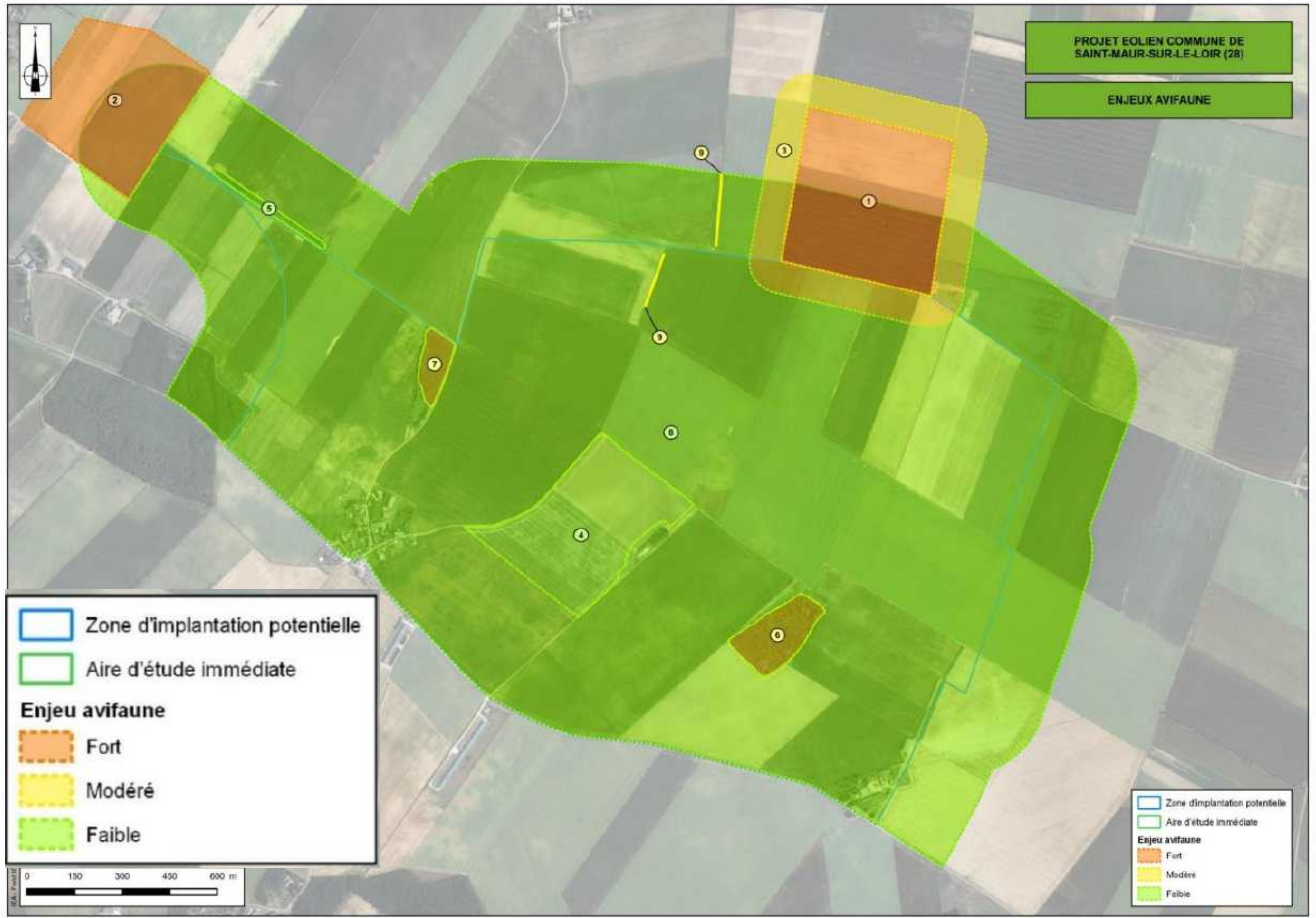 N
PROJET EOLIEN COMMUNE DE
SAINT-MAUR-SUR-LE-LOIR (28)
ENJEUX AVIFAUNE
2
9
3
1
5
9
7
8
4
6
Zone d'implantation potentielle
Aire d'étude immédiate
Enjeu avifaune
Fort
Modéré
Faible
0 150 300 450 600 m
Zone d'implantation potentielle
Aire d'étude immédiate
Enjeu avifaune
Fort
Modéré
Faible